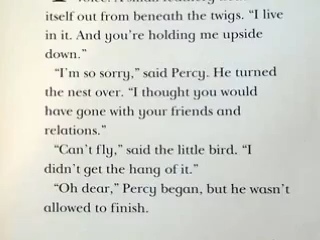 itself out from beneath the twigs. “I live
in it. And you’re holding me upside
down.”
“I’m so sorry,” said Percy. He turned
the nest over. “I thought you would
have gone with your friends and
relations.”
“Can’t fly,” said the little bird. “I
didn’t get the hang of it.”
“Oh dear,” Percy began, but he wasn’t
allowed to finish.